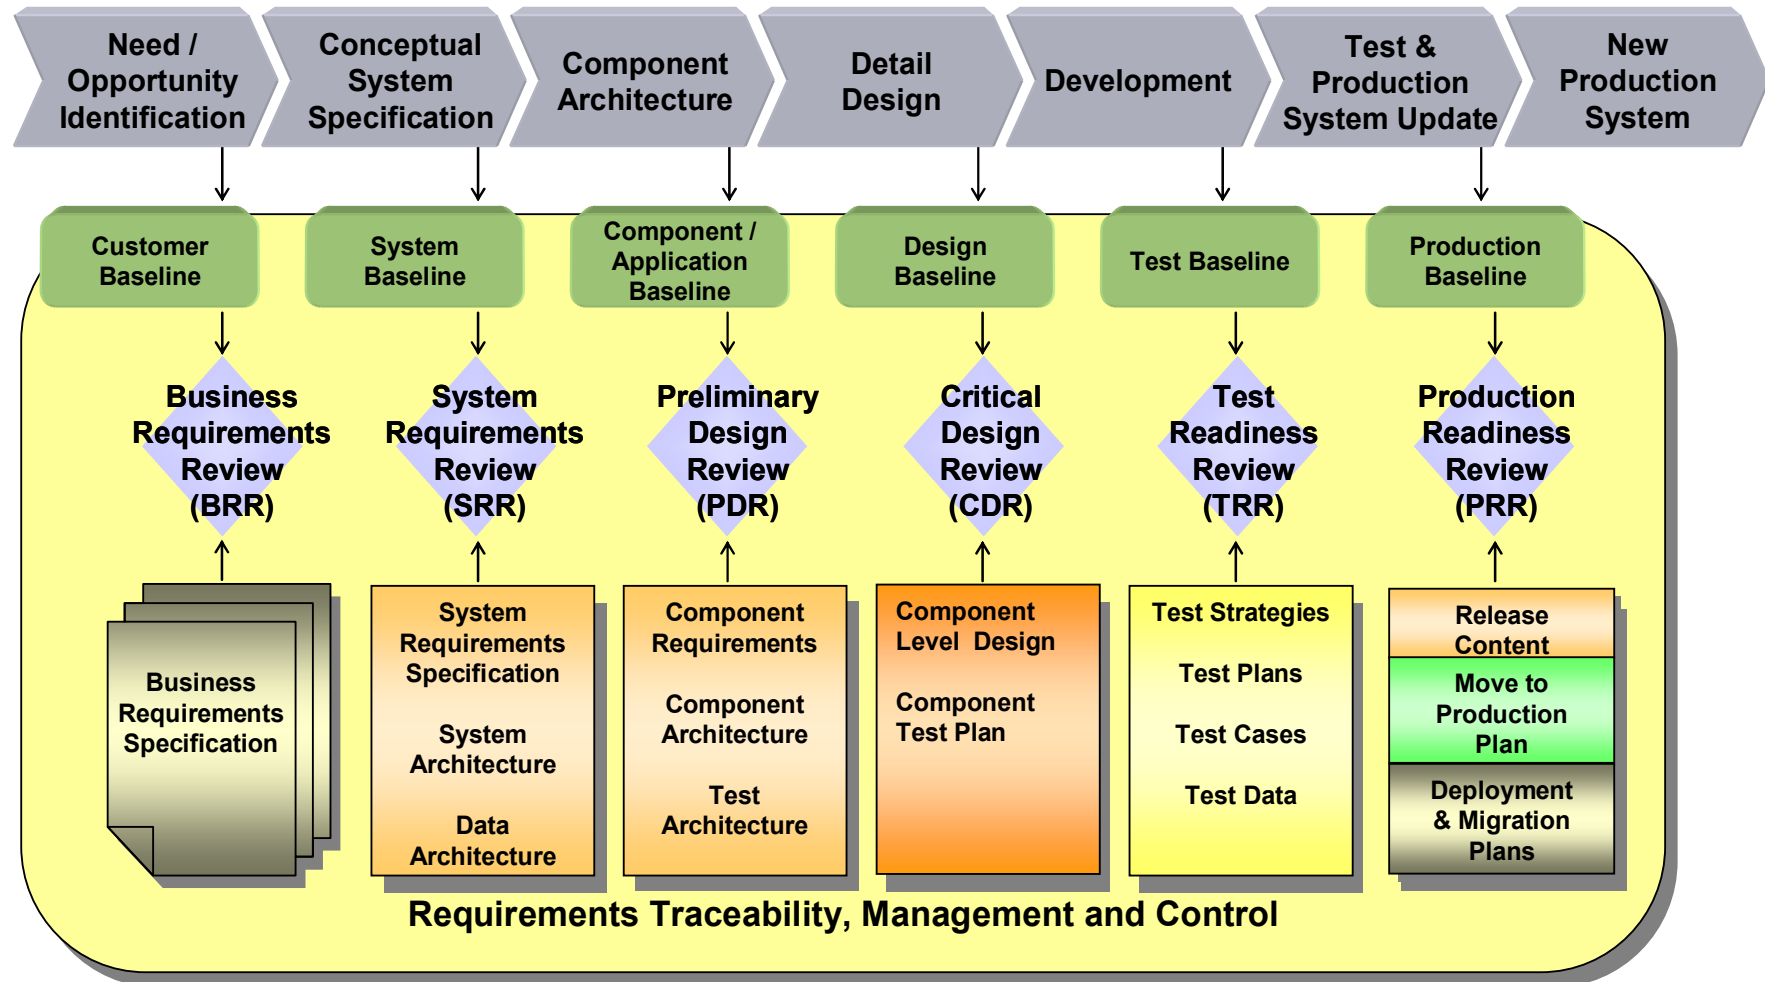 Need /
Opportunity
Identification
Conceptual
System
Specification
Component
Architecture
Detail
Design
Development
Test &
Production
System Update
New
Production
System
Customer
Baseline
System
Baseline
Component /
Application
Baseline
Design
Baseline
Test Baseline
Production
Baseline
Business
Requirements
Review
(BRR)
System
Requirements
Review
(SRR)
Preliminary
Design
Review
(PDR)
Critical
Design
Review
(CDR)
Test
Readiness
Review
(TRR)
Production
Readiness
Review
(PRR)
Business
Requirements
Specification
System
Requirements
Specification
System
Architecture
Data
Architecture
Component
Requirements
Component
Architecture
Test
Architecture
Component
Level Design
Component
Test Plan
Test Strategies
Test Plans
Test Cases
Test Data
Release
Content
Move to
Production
Plan
Deployment
& Migration
Plans
Requirements Traceability, Management and Control